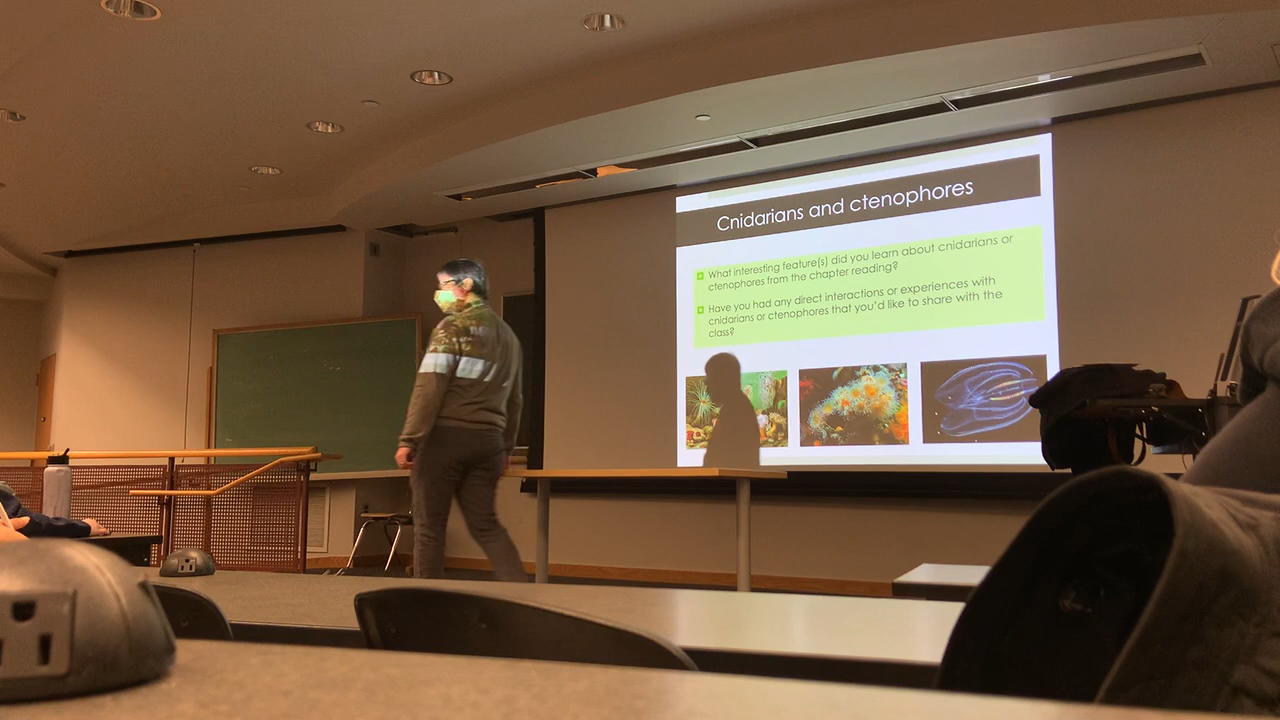 Cnidarians and ctenophores
What interesting feature(s) did you learn about cnidarians or
ctenophores from the chapter reading?
Have you had any direct interactions or experiences with
cnidarians or ctenophores that you'd like to share with the
class?